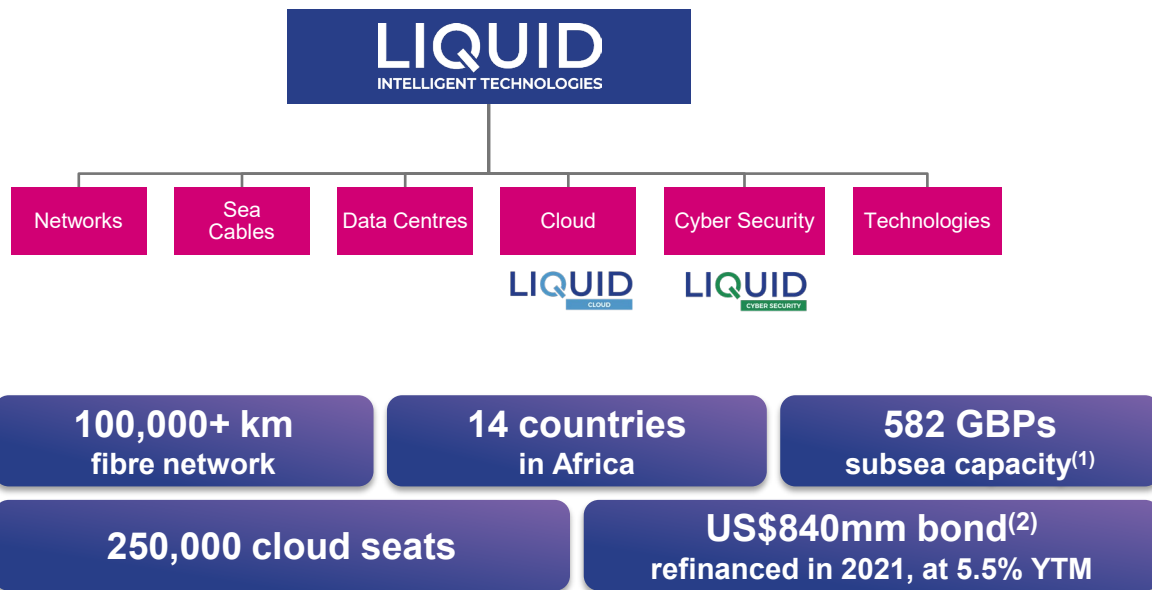 LIQUID
INTELLIGENT TECHNOLOGIES
Networks
Sea
Cables
Data Centres
Cloud
Cyber Security
Technologies
LIQUID
CLOUD
LIQUID
CYBER SECURITY
100,000+ km
fibre network
14 countries
in Africa
582 GBPs
subsea capacity(1)
250,000 cloud seats
US$840mm bond(2)
refinanced in 2021, at 5.5% YTM